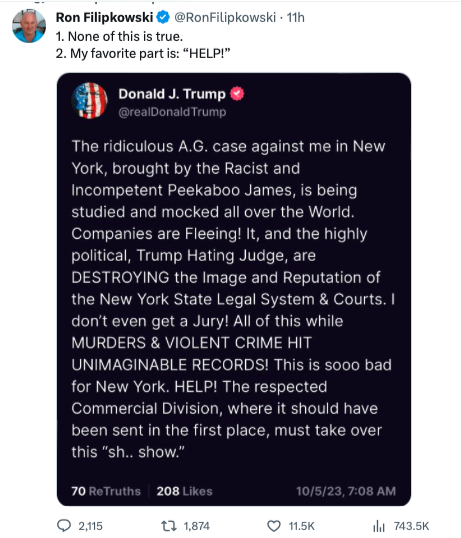 Ron Filipkowski @RonFilipkowski · 11h
1. None of this is true.
2. My favorite part is: “HELP!”
Donald J. Trump
@realDonaldTrump
The ridiculous A.G. case against me in New
York, brought by the Racist and
Incompetent Peekaboo James, is being
studied and mocked all over the World.
Companies are Fleeing! It, and the highly
political, Trump Hating Judge, are
DESTROYING the Image and Reputation of
the New York State Legal System & Courts. I
don’t even get a Jury! All of this while
MURDERS & VIOLENT CRIME HIT
UNIMAGINABLE RECORDS! This is sooo bad
for New York. HELP! The respected
Commercial Division, where it should have
been sent in the first place, must take over
this “sh.. show.”
70 ReTruths 208 Likes 10/5/23, 7:08 AM
2,115 1,874 11.5K 743.5K